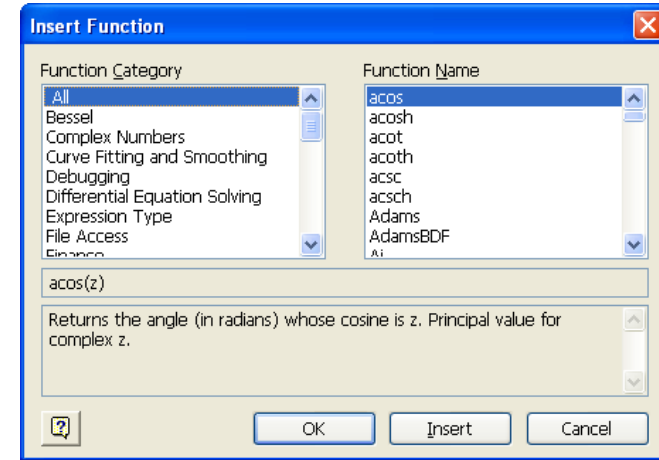 Insert Function
Function Category
Function Name
All
Bessel
Complex Numbers
Curve Fitting and Smoothing
Debugging
Differential Equation Solving
Expression Type
File Access
Finance
acos
acosh
acot
acoth
acsc
acsch
Adams
AdamsBDF
Ai
acos(z)
Returns the angle (in radians) whose cosine is z. Principal value for
complex z.
OK
Insert
Cancel